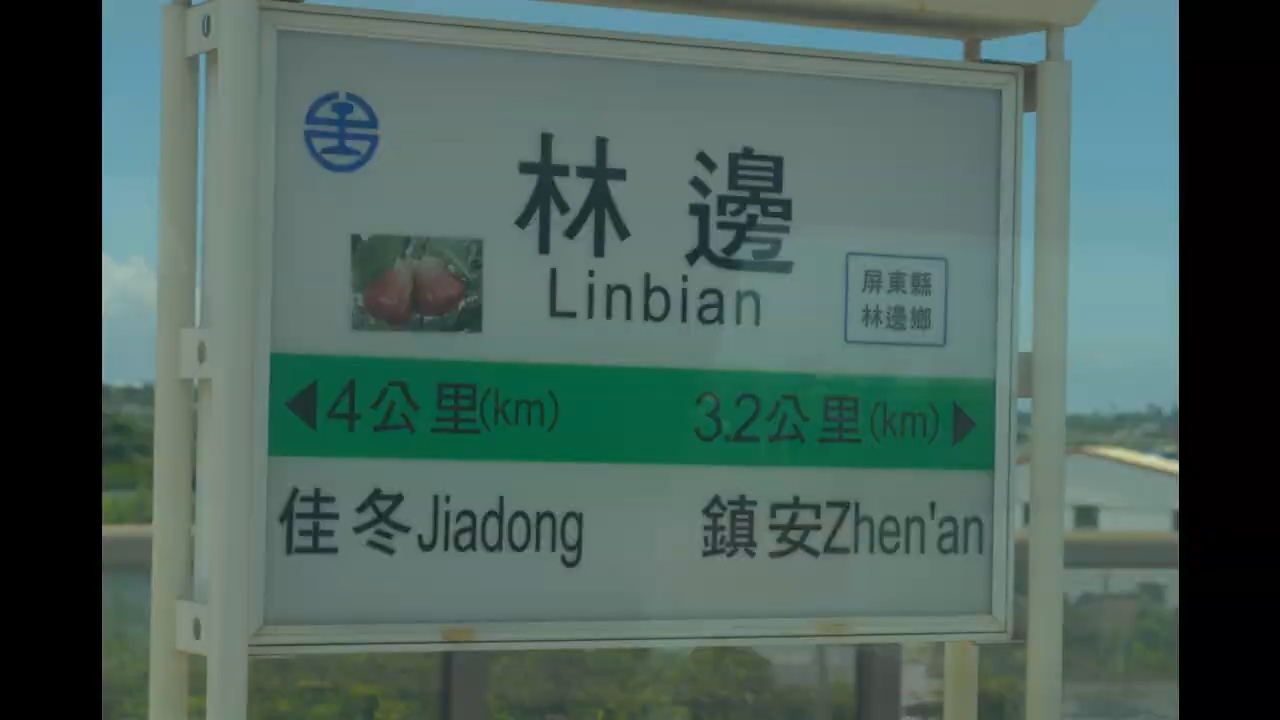 林邊
Linbian
屏東縣
林邊鄉
4公里(km)
3.2公里(km)
佳冬Jiadong
鎮安Zhen'an